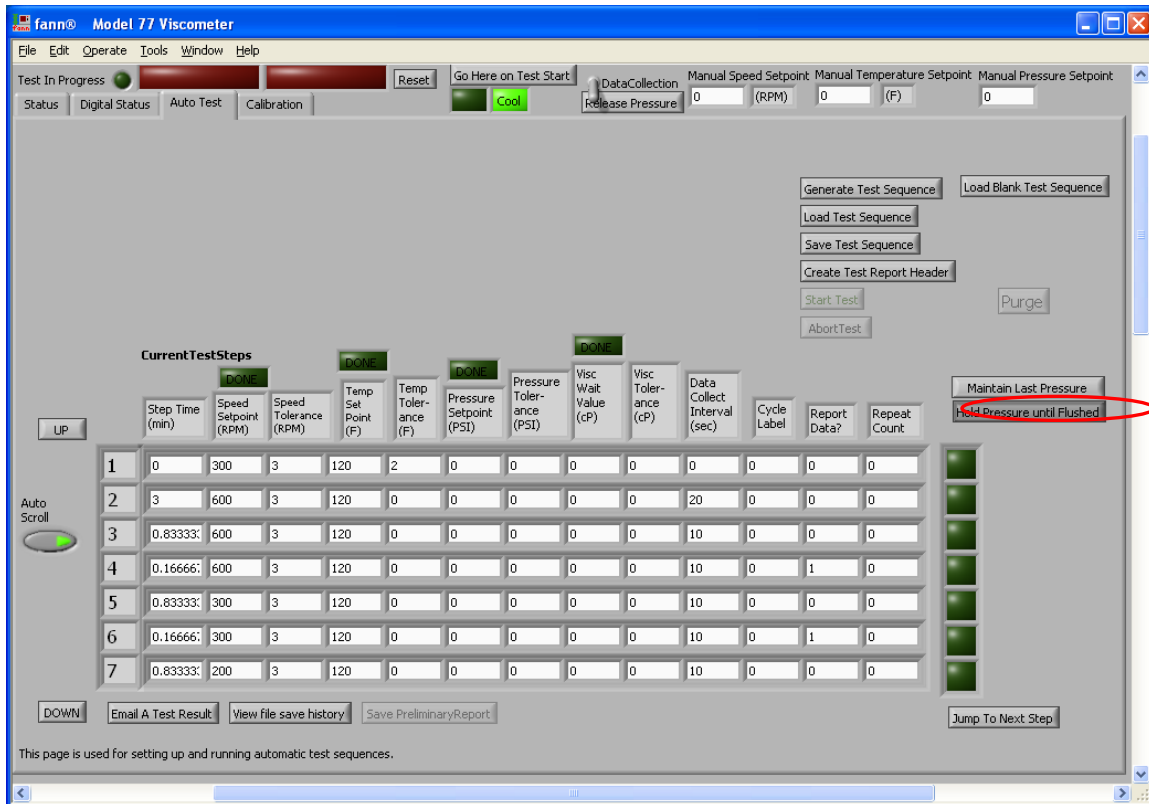 fann® Model 77 Viscometer
File Edit Operate Tools Window Help
Test In Progress Reset Go Here on Test Start DataCollection Manual Speed Setpoint Manual Temperature Setpoint Manual Pressure Setpoint
Cool Release Pressure 0 (RPM) 0 (F) 0
Status Digital Status Auto Test Calibration
Generate Test Sequence Load Blank Test Sequence
Load Test Sequence
Save Test Sequence
Create Test Report Header
Start Test Purge
AbortTest
CurrentTestSteps
DONE DONE DONE DONE
Step Time (min)
Speed Setpoint (RPM)
Speed Tolerance (RPM)
Temp Set Point (F)
Temp Toler-ance (F)
Pressure Setpoint (PSI)
Pressure Toler-ance (PSI)
Visc Wait Value (cP)
Visc Toler-ance (cP)
Data Collect Interval (sec)
Cycle Label
Report Data?
Repeat Count
Maintain Last Pressure
Hold Pressure until Flushed
UP
1 0 300 3 120 2 0 0 0 0 0 0 0 0
2 3 600 3 120 0 0 0 0 0 20 0 0 0
Auto Scroll
3 0.83333 600 3 120 0 0 0 0 0 10 0 0 0
4 0.16666 600 3 120 0 0 0 0 0 10 0 1 0
5 0.83333 300 3 120 0 0 0 0 0 10 0 0 0
6 0.16666 300 3 120 0 0 0 0 0 10 0 1 0
7 0.83333 200 3 120 0 0 0 0 0 10 0 0 0
DOWN Email A Test Result View file save history Save PreliminaryReport Jump To Next Step
This page is used for setting up and running automatic test sequences.